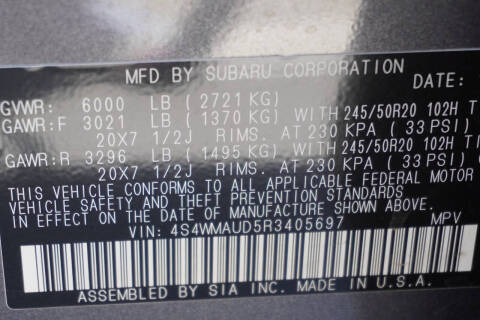 MFD BY SUBARU CORPORATION DATE:
GVWR: 6000 LB (2721 KG)
GAWR:F 3021 LB (1370 KG) WITH 245/50R20 102H
20X7 1/2J RIMS. AT 230 KPA (33 PSI)
GAWR:R 3296 LB (1495 KG) WITH 245/50R20 102H
20X7 1/2J RIMS. AT 230 KPA (33 PSI)
THIS VEHICLE CONFORMS TO ALL APPLICABLE FEDERAL MOTOR
VEHICLE SAFETY AND THEFT PREVENTION STANDARDS
IN EFFECT ON THE DATE OF MANUFACTURE SHOWN ABOVE.
VIN: 4S4WMAUD5R3405697 MPV
ASSEMBLED BY SIA INC. MADE IN U.S.A.